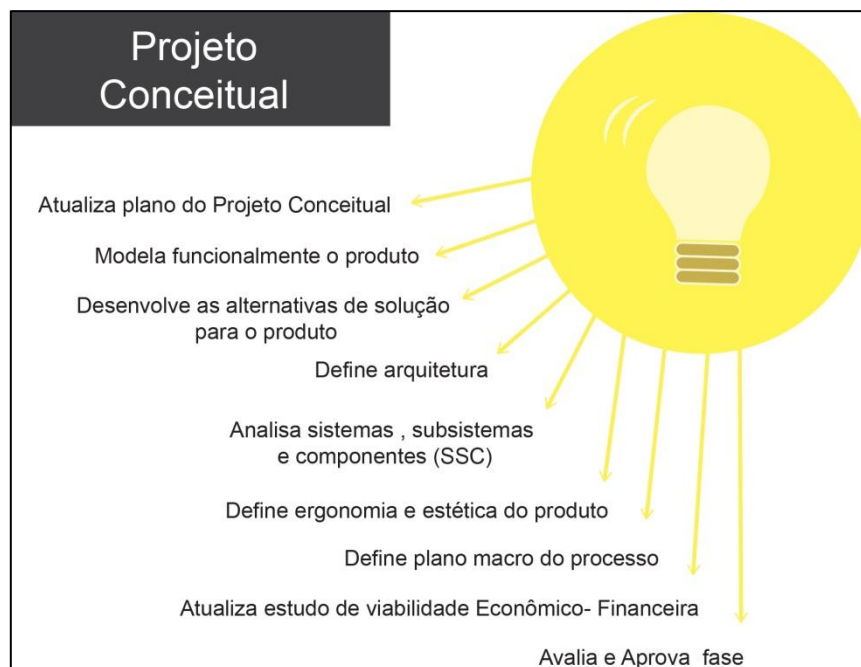 Projeto
Conceitual
Atualiza plano do Projeto Conceitual
Modela funcionalmente o produto
Desenvolve as alternativas de solução
para o produto
Define arquitetura
Analisa sistemas , subsistemas
e componentes (SSC)
Define ergonomia e estética do produto
Define plano macro do processo
Atualiza estudo de viabilidade Econômico- Financeira
Avalia e Aprova  fase